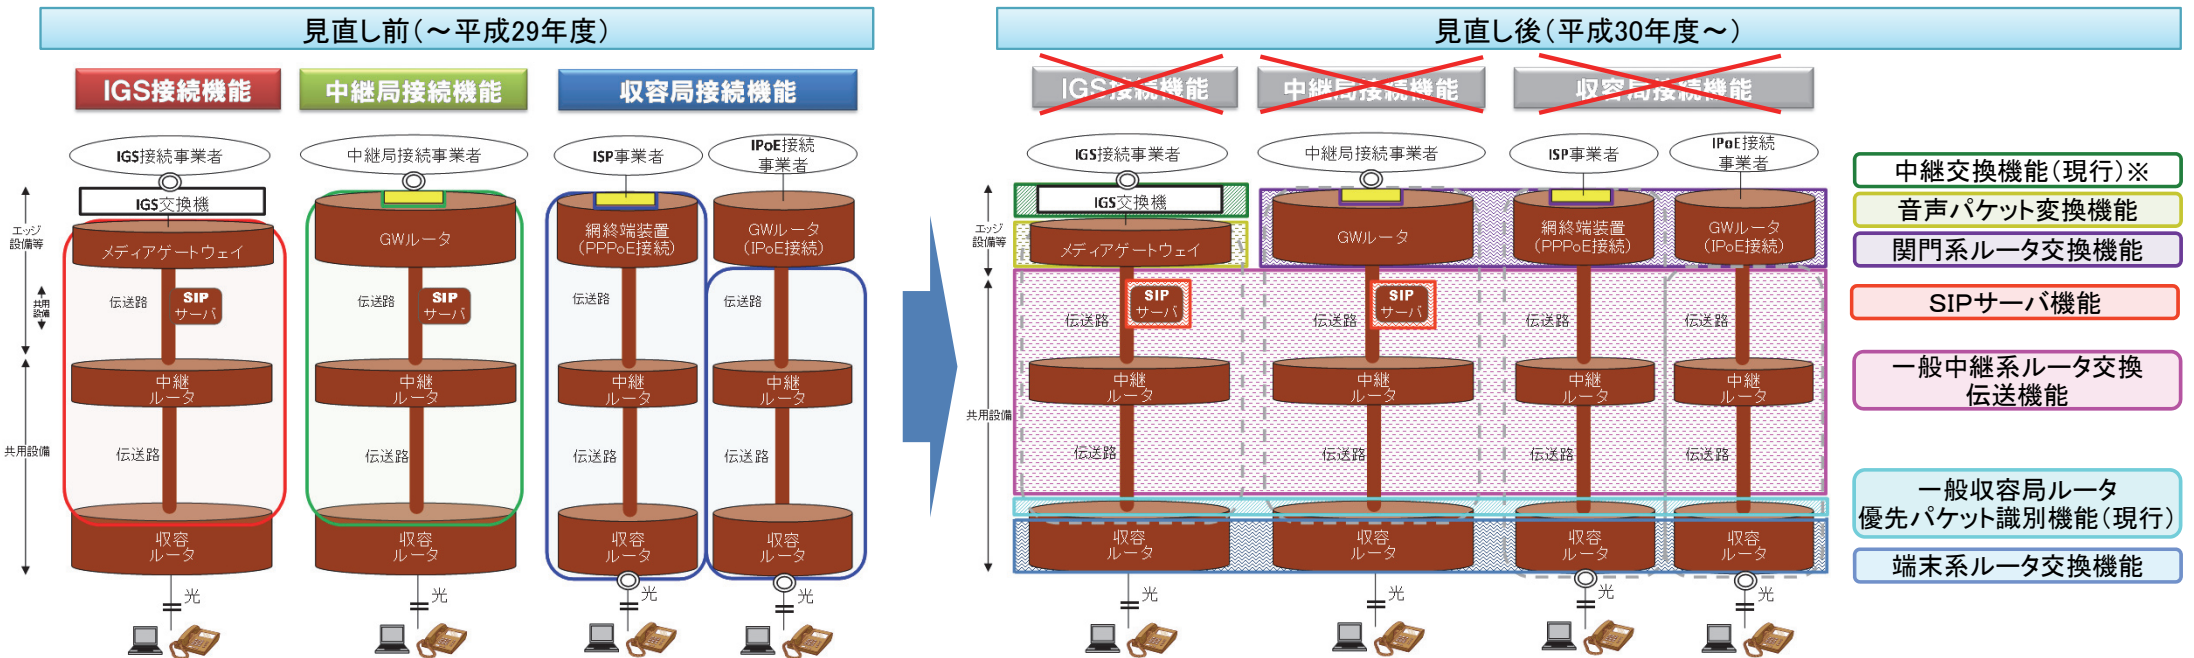 見直し前(～平成29年度)
IGS接続機能
中継局接続機能
収容局接続機能
IGS接続事業者
中継局接続事業者
ISP事業者
IPoE接続
事業者
IGS交換機
エッジ
設備等
メディアゲートウェイ
GWルータ
網終端装置
(PPPoE接続)
GWルータ
(IPoE接続)
共用
設備
伝送路
SIP
サーバ
伝送路
SIP
サーバ
伝送路
伝送路
中継
ルータ
中継
ルータ
中継
ルータ
中継
ルータ
共用設備
伝送路
伝送路
伝送路
伝送路
収容
ルータ
収容
ルータ
収容
ルータ
収容
ルータ
光
光
光
光
見直し後(平成30年度～)
IGS接続機能
中継局接続機能
収容局接続機能
IGS接続事業者
中継局接続事業者
ISP事業者
IPoE接続
事業者
IGS交換機
エッジ
設備等
メディアゲートウェイ
GWルータ
網終端装置
(PPPoE接続)
GWルータ
(IPoE接続)
SIP
サーバ
SIP
サーバ
伝送路
伝送路
伝送路
伝送路
中継
ルータ
中継
ルータ
中継
ルータ
中継
ルータ
共用設備
伝送路
伝送路
伝送路
伝送路
収容
ルータ
収容
ルータ
収容
ルータ
収容
ルータ
光
光
光
光
中継交換機能(現行)※
音声パケット変換機能
関門系ルータ交換機能
SIPサーバ機能
一般中継系ルータ交換
伝送機能
一般収容局ルータ
優先パケット識別機能(現行)
端末系ルータ交換機能